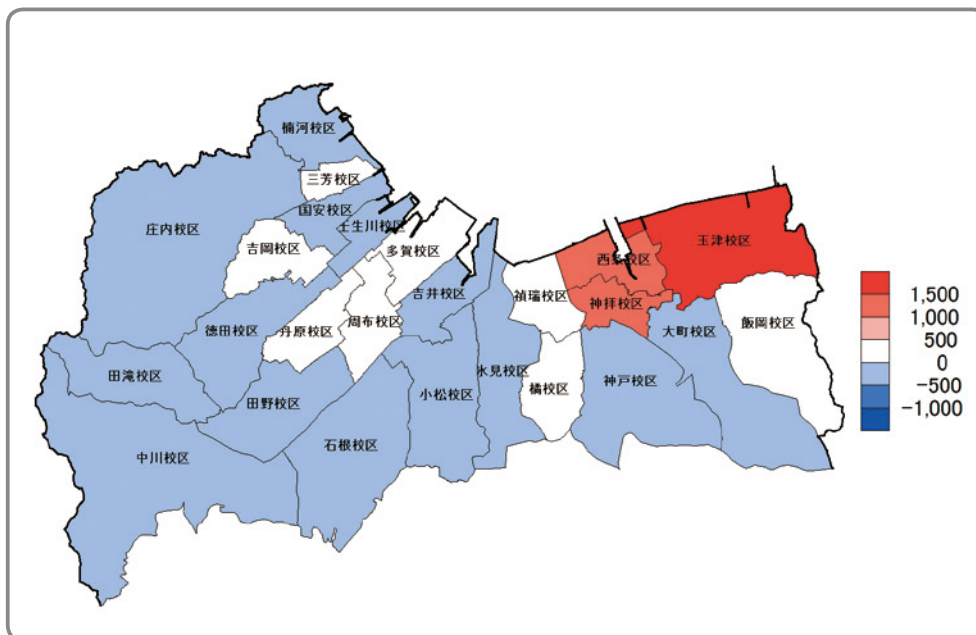 楠河校区
三芳校区
庄内校区
国安校区
壬生川校区
吉岡校区
多賀校区
西条校区
玉津校区
吉井校区
禎瑞校区
神拝校区
徳田校区
丹原校区
周布校区
大町校区
飯岡校区
田滝校区
田野校区
小松校区
氷見校区
橘校区
神戸校区
中川校区
石根校区
1,500
1,000
500
0
-500
-1,000